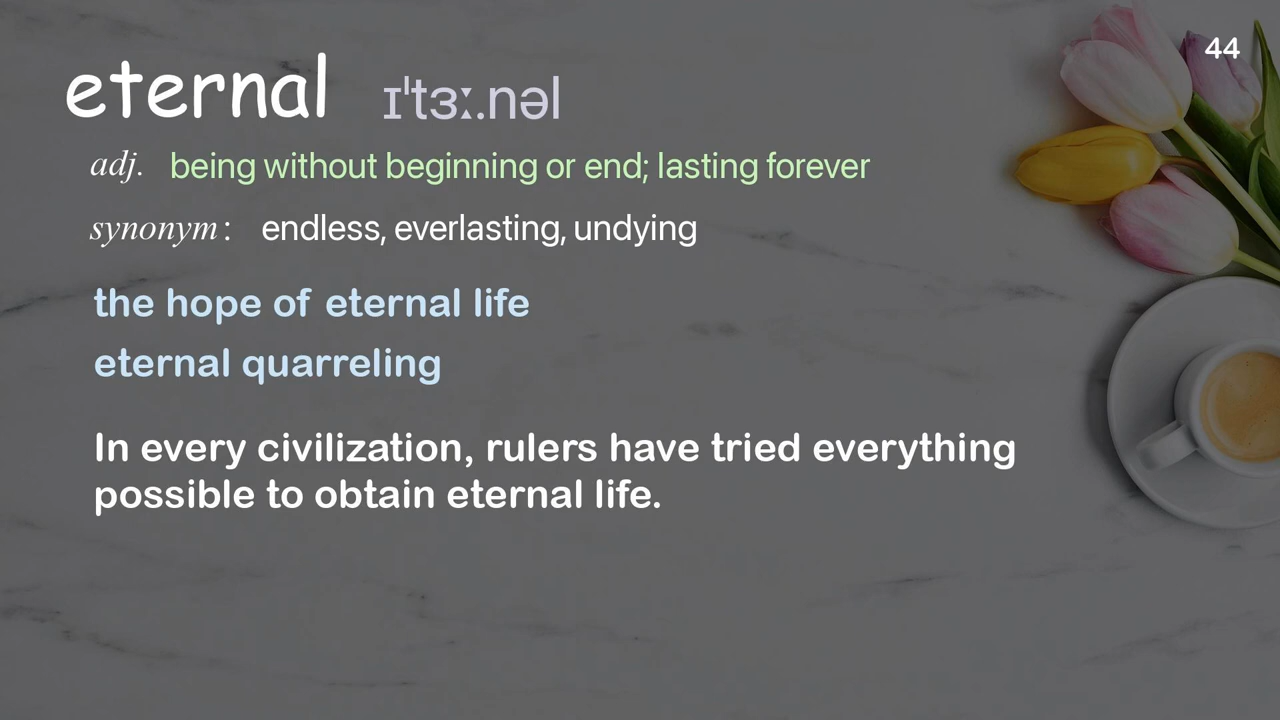 44
eternal ɪˈtɜː.nəl
adj. being without beginning or end; lasting forever
synonym: endless, everlasting, undying
the hope of eternal life
eternal quarreling
In every civilization, rulers have tried everything
possible to obtain eternal life.